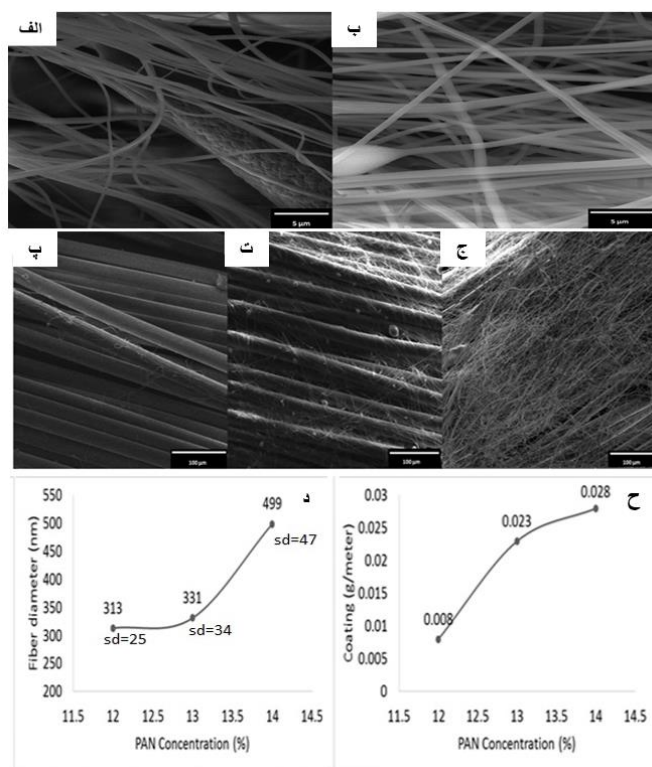 الف
ب
5 µm
5 µm
پ
ت
ج
100 µm
100 µm
100 µm
د
Fiber diameter (nm)
550
500
450
400
350
300
250
200
313
sd=25
331
sd=34
499
sd=47
11.5 12 12.5 13 13.5 14 14.5
PAN Concentration (%)
ح
Coating (g/meter)
0.03
0.025
0.02
0.015
0.01
0.005
0
0.008
0.023
0.028
11.5 12 12.5 13 13.5 14 14.5
PAN Concentration (%)